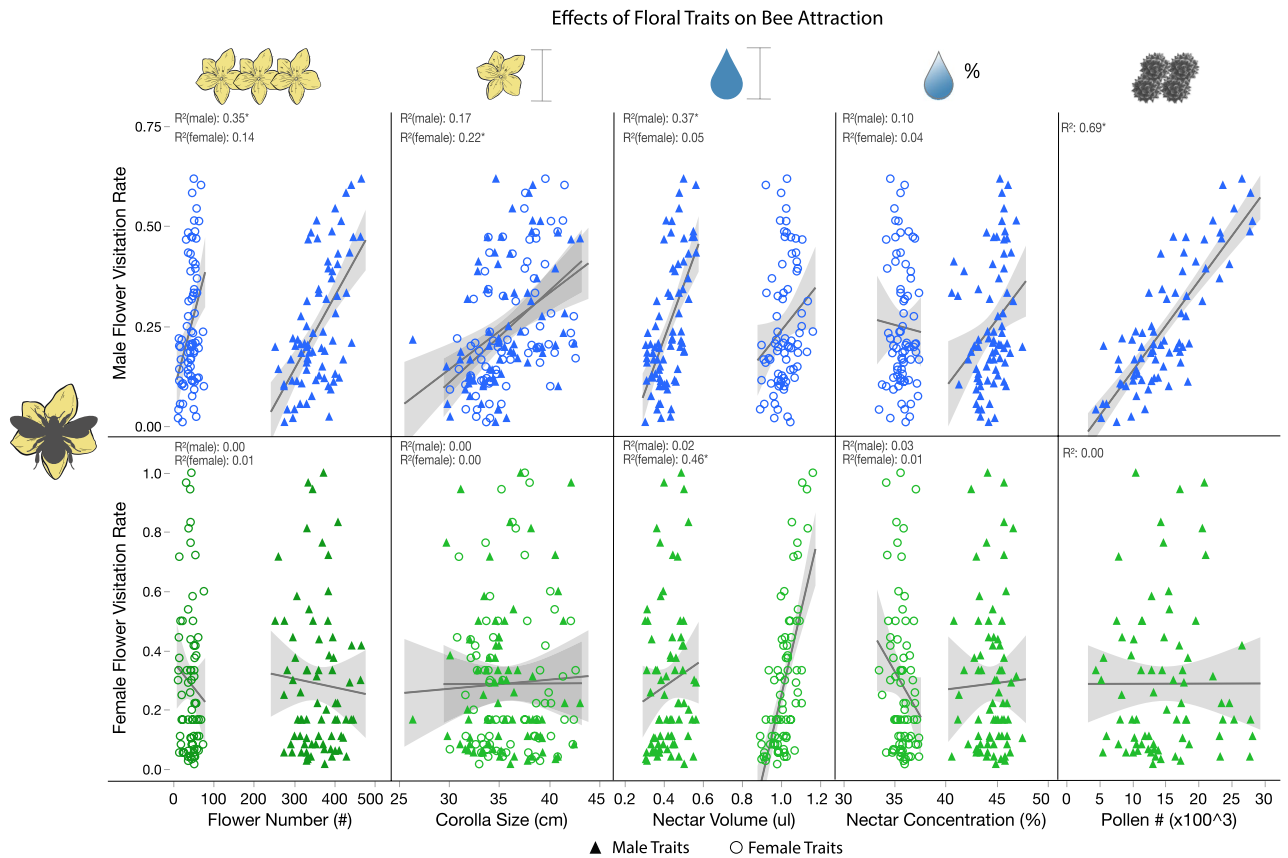 Effects of Floral Traits on Bee Attraction
%
R²(male): 0.35*
R²(female): 0.14
R²(male): 0.17
R²(female): 0.22*
R²(male): 0.37*
R²(female): 0.05
R²(male): 0.10
R²(female): 0.04
R²: 0.69*
Male Flower Visitation Rate
0.75
0.50
0.25
0.00
R²(male): 0.00
R²(female): 0.01
R²(male): 0.00
R²(female): 0.00
R²(male): 0.02
R²(female): 0.46*
R²(male): 0.03
R²(female): 0.01
R²: 0.00
Female Flower Visitation Rate
1.0
0.8
0.6
0.4
0.2
0.0
0 100 200 300 400 500
25 30 35 40 45
0.2 0.4 0.6 0.8 1.0 1.2
30 35 40 45 50
0 5 10 15 20 25 30
Flower Number (#)
Corolla Size (cm)
Nectar Volume (ul)
Nectar Concentration (%)
Pollen # (x100^3)
Male Traits
Female Traits